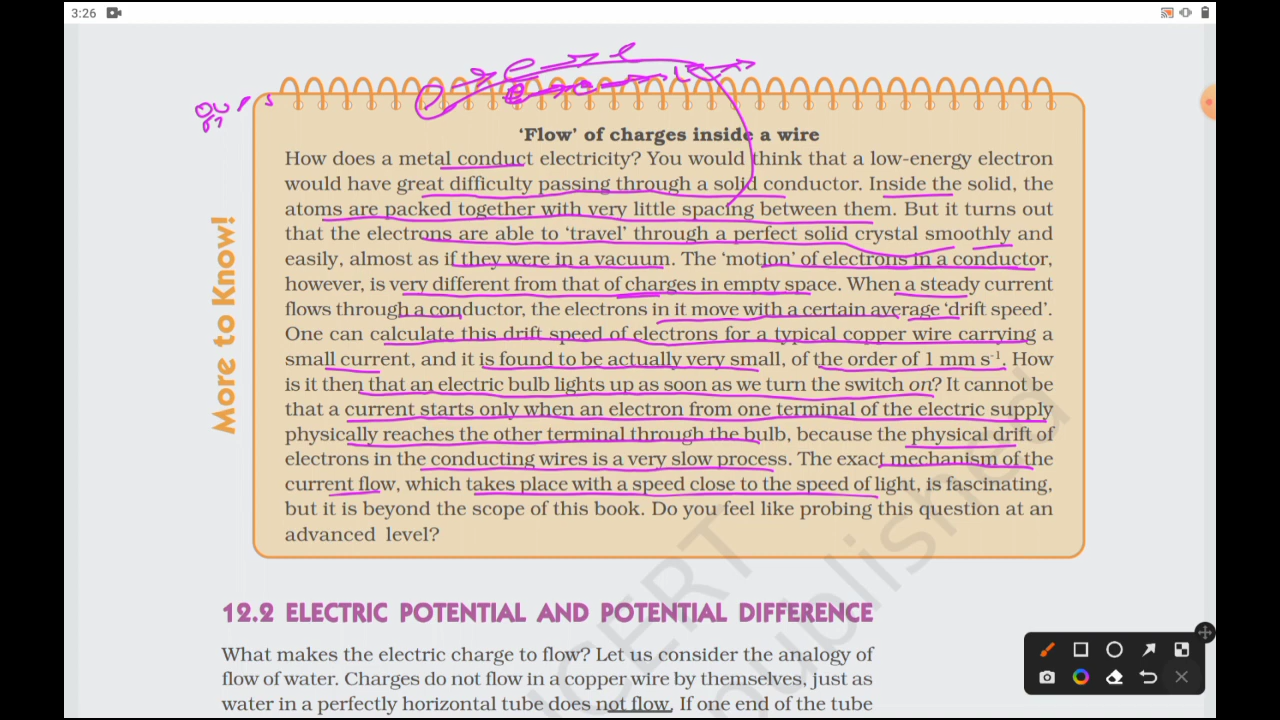 3:26
'Flow' of charges inside a wire
How does a metal conduct electricity? You would think that a low-energy electron
would have great difficulty passing through a solid conductor. Inside the solid, the
atoms are packed together with very little spacing between them. But it turns out
that the electrons are able to 'travel' through a perfect solid crystal smoothly and
easily, almost as if they were in a vacuum. The 'motion' of electrons in a conductor,
however, is very different from that of charges in empty space. When a steady current
flows through a conductor, the electrons in it move with a certain average 'drift speed'.
One can calculate this drift speed of electrons for a typical copper wire carrying a
small current, and it is found to be actually very small, of the order of 1 mm s⁻¹. How
is it then that an electric bulb lights up as soon as we turn the switch on? It cannot be
that a current starts only when an electron from one terminal of the electric supply
physically reaches the other terminal through the bulb, because the physical drift of
electrons in the conducting wires is a very slow process. The exact mechanism of the
current flow, which takes place with a speed close to the speed of light, is fascinating,
but it is beyond the scope of this book. Do you feel like probing this question at an
advanced level?
More to Know!
12.2 ELECTRIC POTENTIAL AND POTENTIAL DIFFERENCE
What makes the electric charge to flow? Let us consider the analogy of
flow of water. Charges do not flow in a copper wire by themselves, just as
water in a perfectly horizontal tube does not flow. If one end of the tube